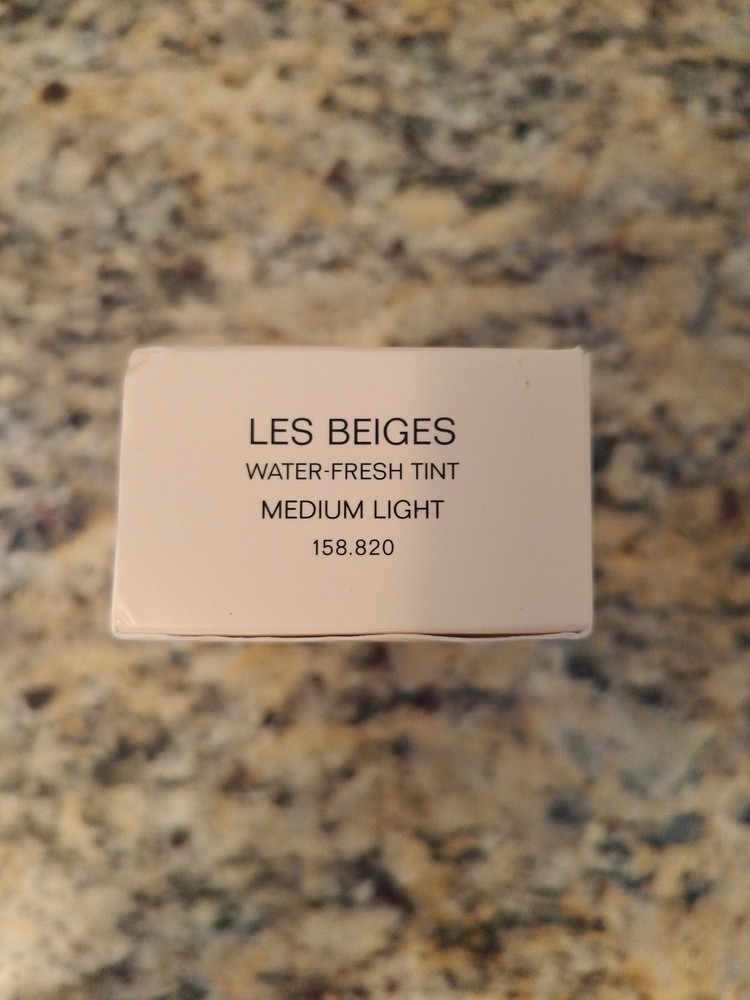 LES BEIGES
WATER-FRESH TINT
MEDIUM LIGHT
158.820